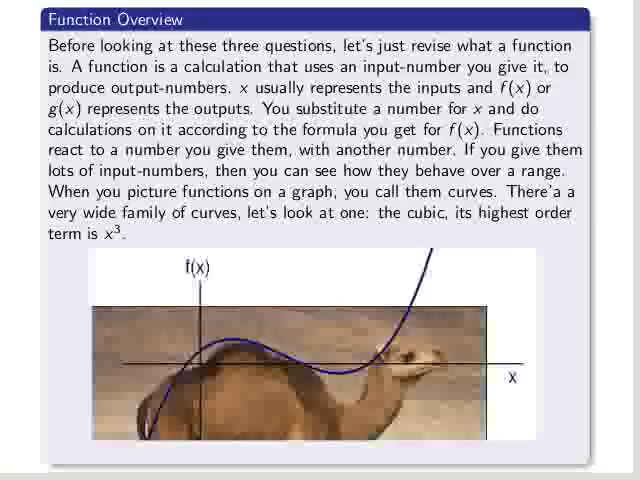 Function Overview
Before looking at these three questions, let's just revise what a function
is. A function is a calculation that uses an input-number you give it, to
produce output-numbers. x usually represents the inputs and f(x) or
g(x) represents the outputs. You substitute a number for x and do
calculations on it according to the formula you get for f(x). Functions
react to a number you give them, with another number. If you give them
lots of input-numbers, then you can see how they behave over a range.
When you picture functions on a graph, you call them curves. There'a a
very wide family of curves, let's look at one: the cubic, its highest order
term is x³.
f(x)
x